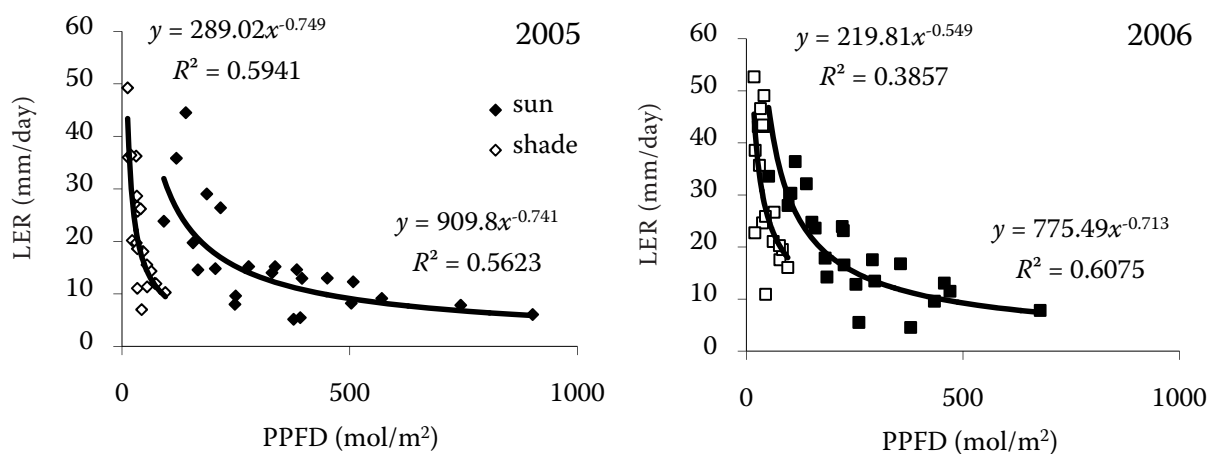 y = 289.02x^-0.749
R² = 0.5941
2005
sun
shade
y = 909.8x^-0.741
R² = 0.5623
60
50
40
30
20
10
0
LER (mm/day)
0 500 1000
PPFD (mol/m²)
y = 219.81x^-0.549
R² = 0.3857
2006
y = 775.49x^-0.713
R² = 0.6075
60
50
40
30
20
10
0
LER (mm/day)
0 500 1000
PPFD (mol/m²)